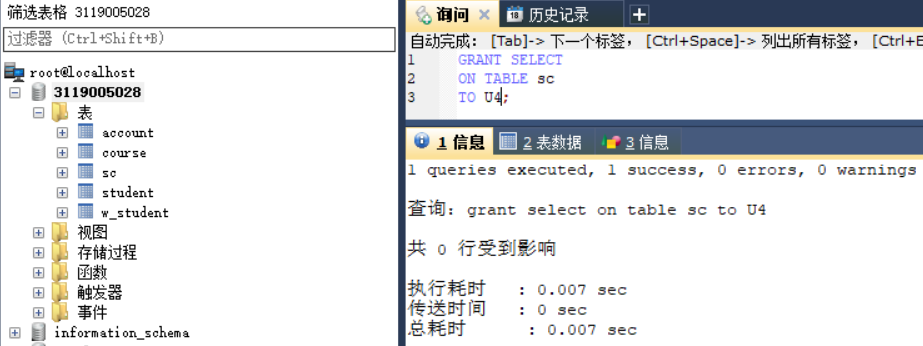 筛选表格 3119005028
过滤器 (Ctrl+Shift+B)
root@localhost
3119005028
表
account
course
sc
student
w_student
视图
存储过程
函数
触发器
事件
information_schema
询问
历史记录
自动完成: [Tab]-> 下一个标签， [Ctrl+Space]-> 列出所有标签， [Ctrl+E
1 GRANT SELECT
2 ON TABLE sc
3 TO U4;
1 信息
2 表数据
3 信息
1 queries executed, 1 success, 0 errors, 0 warnings
查询: grant select on table sc to U4
共 0 行受到影响
执行耗时 : 0.007 sec
传送时间 : 0 sec
总耗时 : 0.007 sec